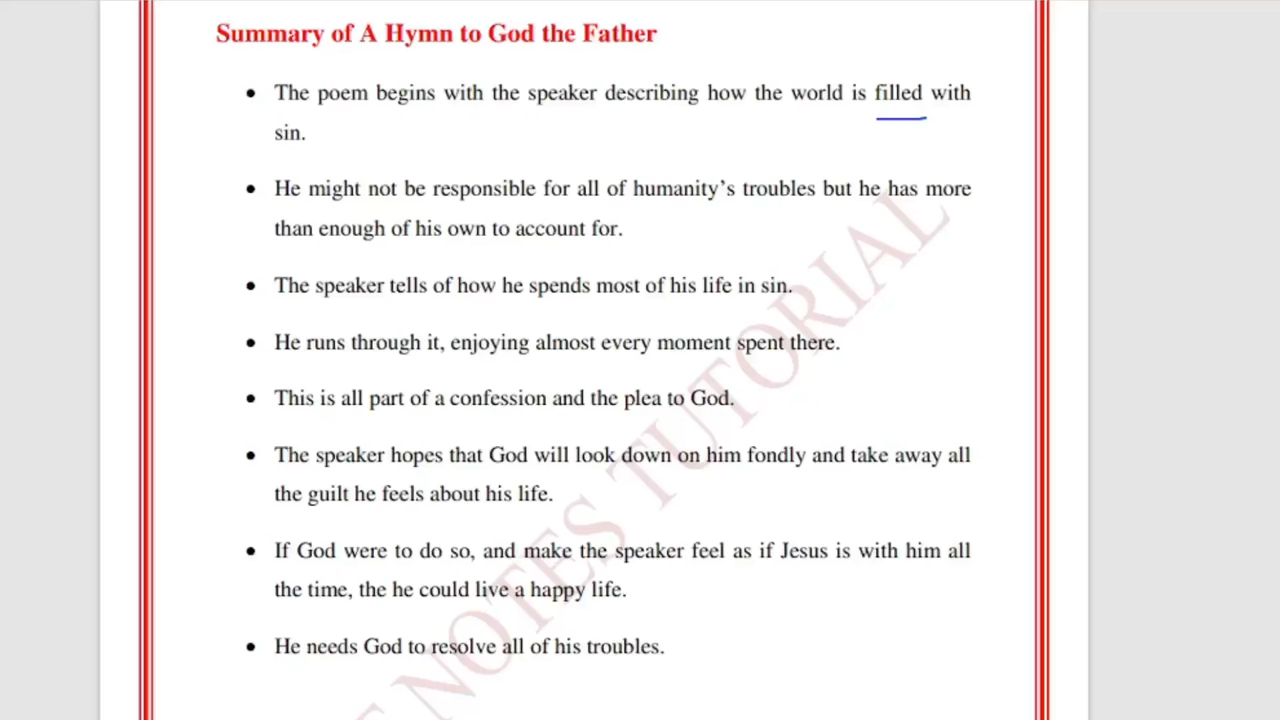 Summary of A Hymn to God the Father
• The poem begins with the speaker describing how the world is filled with
sin.
• He might not be responsible for all of humanity's troubles but he has more
than enough of his own to account for.
• The speaker tells of how he spends most of his life in sin.
• He runs through it, enjoying almost every moment spent there.
• This is all part of a confession and the plea to God.
• The speaker hopes that God will look down on him fondly and take away all
the guilt he feels about his life.
• If God were to do so, and make the speaker feel as if Jesus is with him all
the time, the he could live a happy life.
• He needs God to resolve all of his troubles.
NOTES TUTORIAL